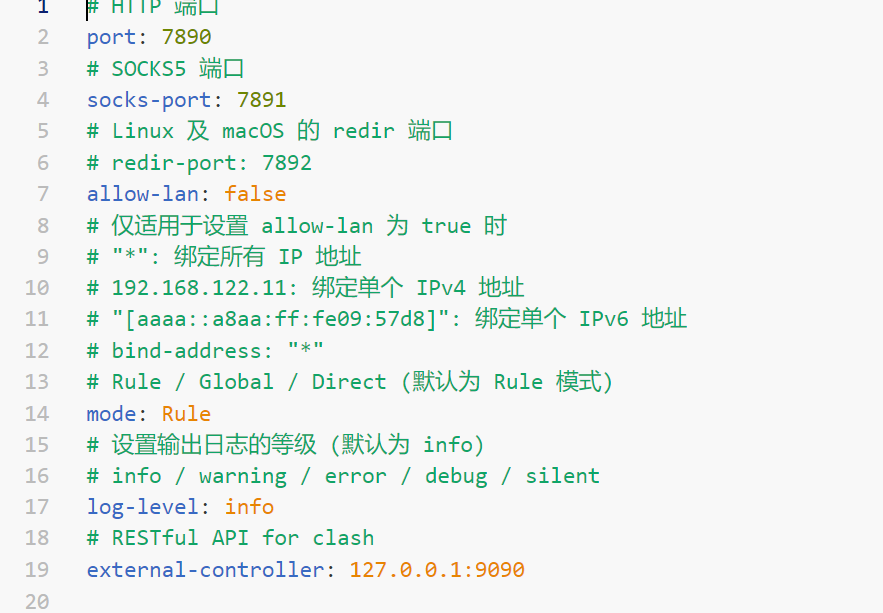 1 # HTTP 端口
2 port: 7890
3 # SOCKS5 端口
4 socks-port: 7891
5 # Linux 及 macOS 的 redir 端口
6 # redir-port: 7892
7 allow-lan: false
8 # 仅适用于设置 allow-lan 为 true 时
9 # "*": 绑定所有 IP 地址
10 # 192.168.122.11: 绑定单个 IPv4 地址
11 # "[aaaa::a8aa:ff:fe09:57d8]": 绑定单个 IPv6 地址
12 # bind-address: "*"
13 # Rule / Global / Direct (默认为 Rule 模式)
14 mode: Rule
15 # 设置输出日志的等级 (默认为 info)
16 # info / warning / error / debug / silent
17 log-level: info
18 # RESTful API for clash
19 external-controller: 127.0.0.1:9090
20